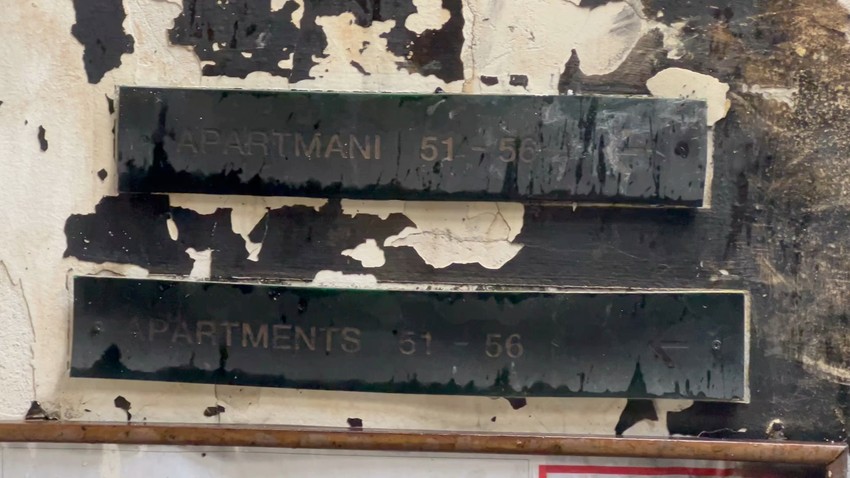 APARTMANI 51 - 56
APARTMENTS 51 - 56